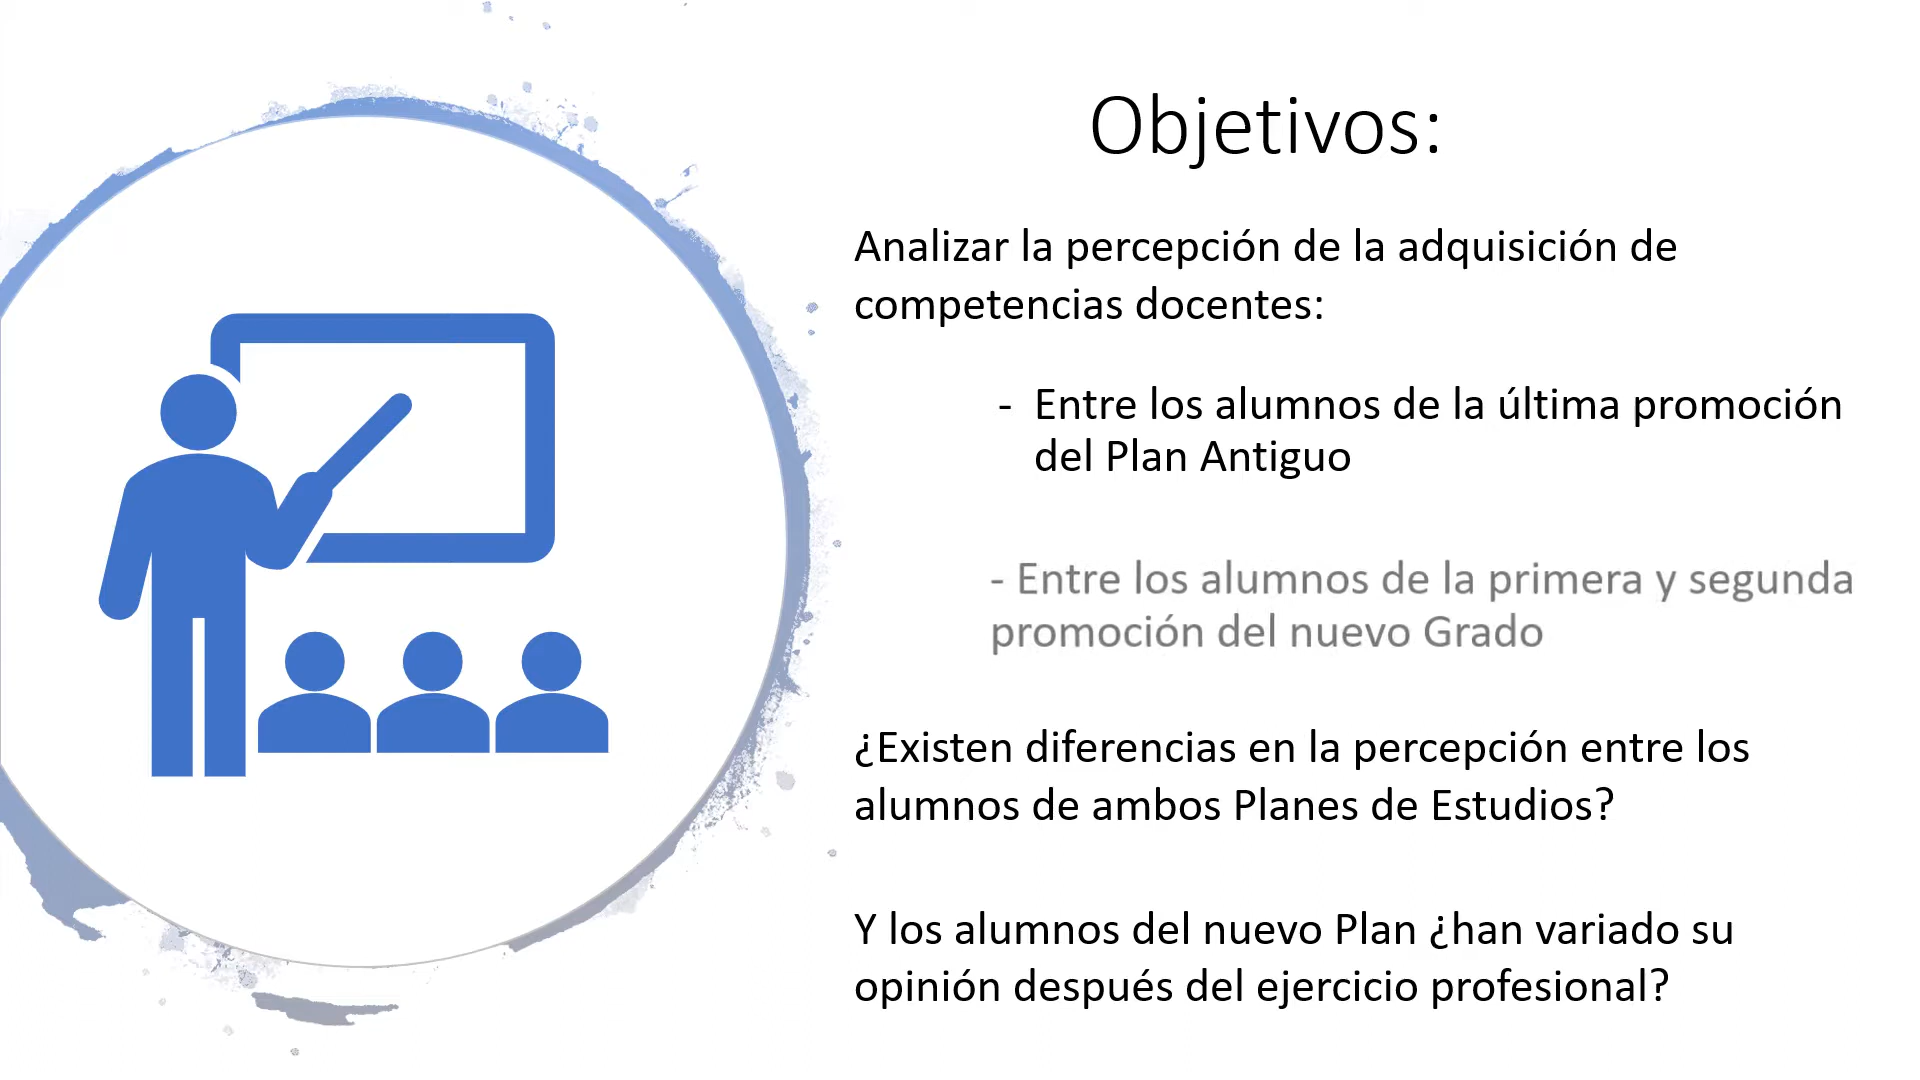 Objetivos:
Analizar la percepción de la adquisición de
competencias docentes:
- Entre los alumnos de la última promoción
del Plan Antiguo
- Entre los alumnos de la primera y segunda
promoción del nuevo Grado
¿Existen diferencias en la percepción entre los
alumnos de ambos Planes de Estudios?
Y los alumnos del nuevo Plan ¿han variado su
opinión después del ejercicio profesional?